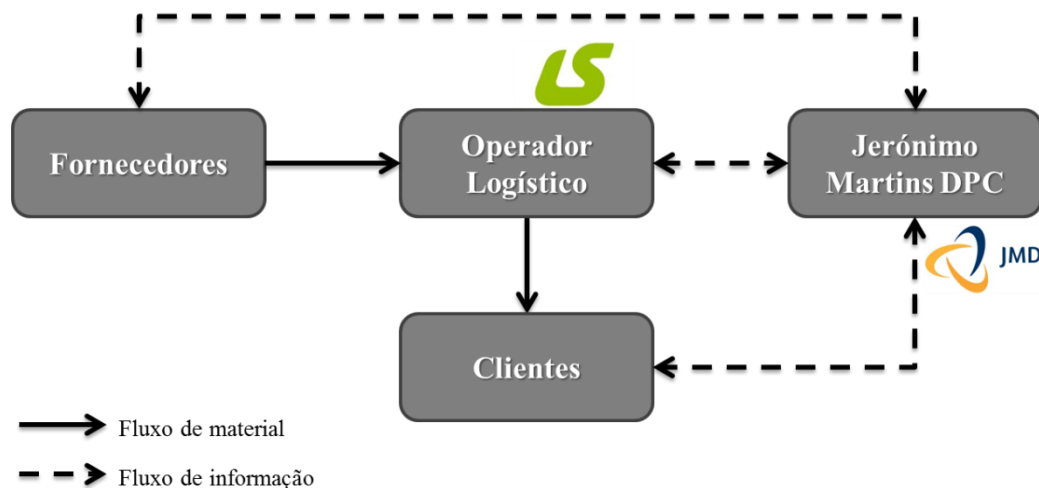 LS
Fornecedores
Operador
Logístico
Jerónimo
Martins DPC
JMD
Clientes
Fluxo de material
Fluxo de informação